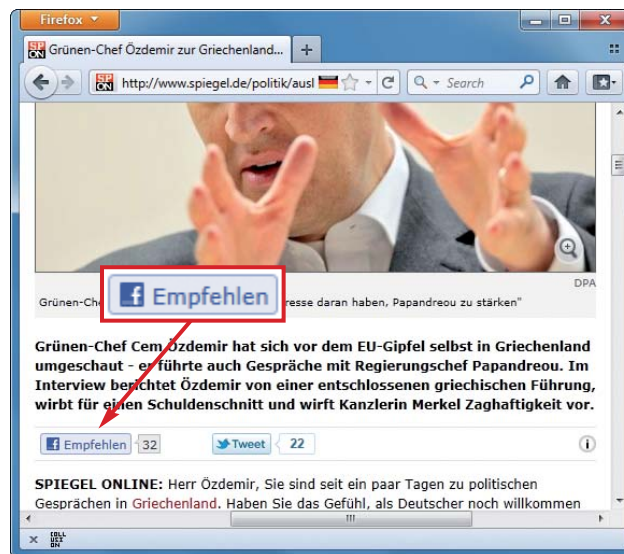 Firefox
SPON Grünen-Chef Özdemir zur Griechenland... +
SPON http://www.spiegel.de/politik/ausl Search
DPA
Empfehlen
Grünen-Ch resse daran haben, Papandreou zu stärken"
Grünen-Chef Cem Özdemir hat sich vor dem EU-Gipfel selbst in Griechenland
umgeschaut - er führte auch Gespräche mit Regierungschef Papandreou. Im
Interview berichtet Özdemir von einer entschlossenen griechischen Führung,
wirbt für einen Schuldenschnitt und wirft Kanzlerin Merkel Zaghaftigkeit vor.
f Empfehlen 32 Tweet 22 i
SPIEGEL ONLINE: Herr Özdemir, Sie sind seit ein paar Tagen zu politischen
Gesprächen in Griechenland. Haben Sie das Gefühl, als Deutscher noch willkommen
x COLLUSION